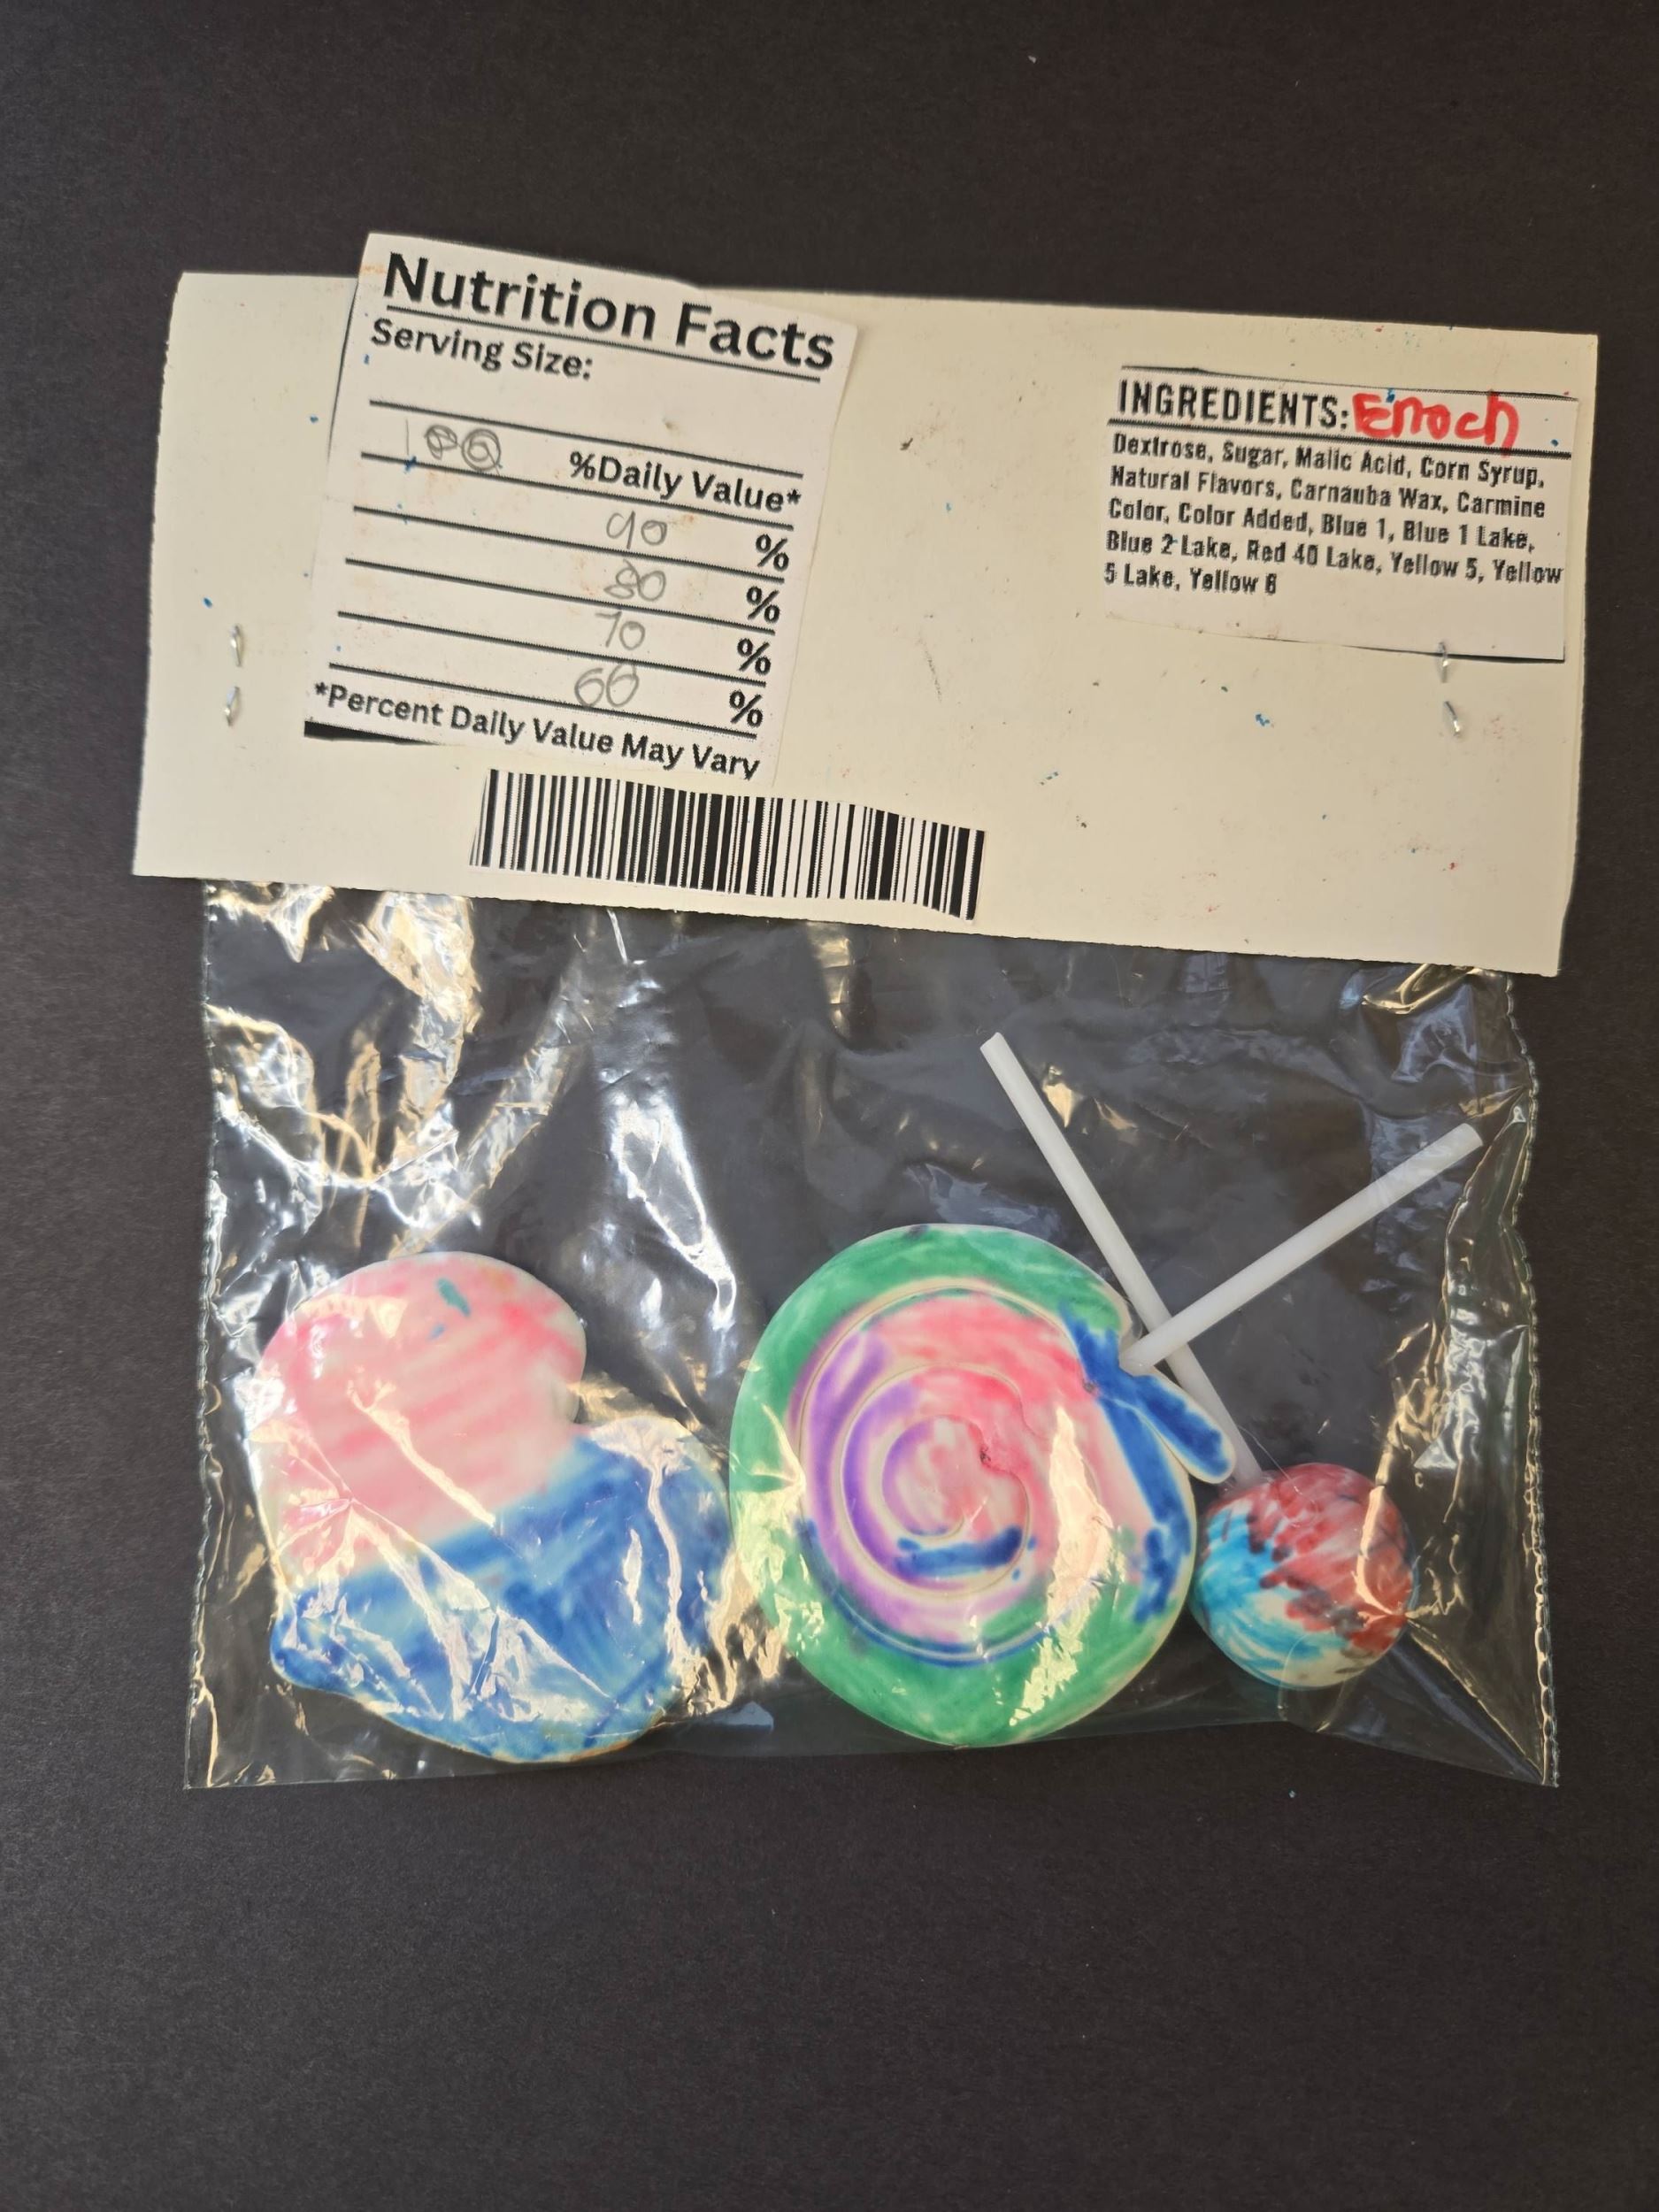 Nutrition Facts
Serving Size:
100 %Daily Value*
90 %
80 %
70 %
60 %
*Percent Daily Value May Vary
INGREDIENTS: Enoch
Dextrose, Sugar, Malic Acid, Corn Syrup,
Natural Flavors, Carnauba Wax, Carmine
Color, Color Added, Blue 1, Blue 1 Lake,
Blue 2 Lake, Red 40 Lake, Yellow 5, Yellow
5 Lake, Yellow 6